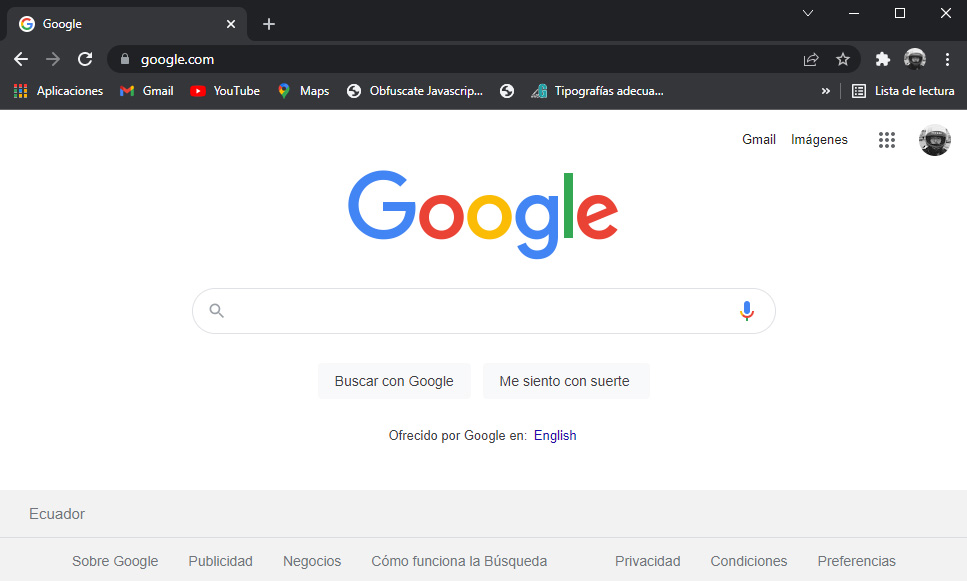 Google
google.com
Aplicaciones Gmail YouTube Maps Obfuscate Javascrip... Tipografías adecua... » Lista de lectura
Gmail Imágenes
Google
Buscar con Google Me siento con suerte
Ofrecido por Google en: English
Ecuador
Sobre Google Publicidad Negocios Cómo funciona la Búsqueda Privacidad Condiciones Preferencias